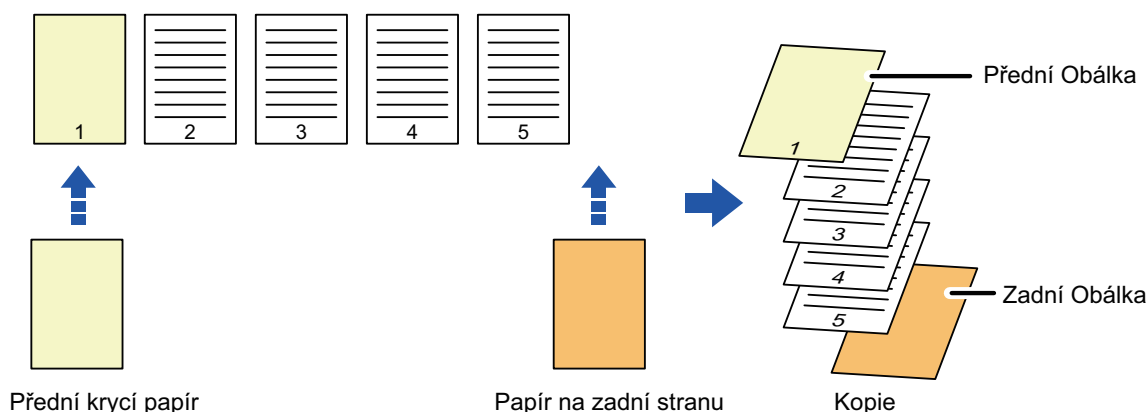 1 2 3 4 5
Přední Obálka
1
2
3
4
5
Zadní Obálka
Přední krycí papír
Papír na zadní stranu
Kopie